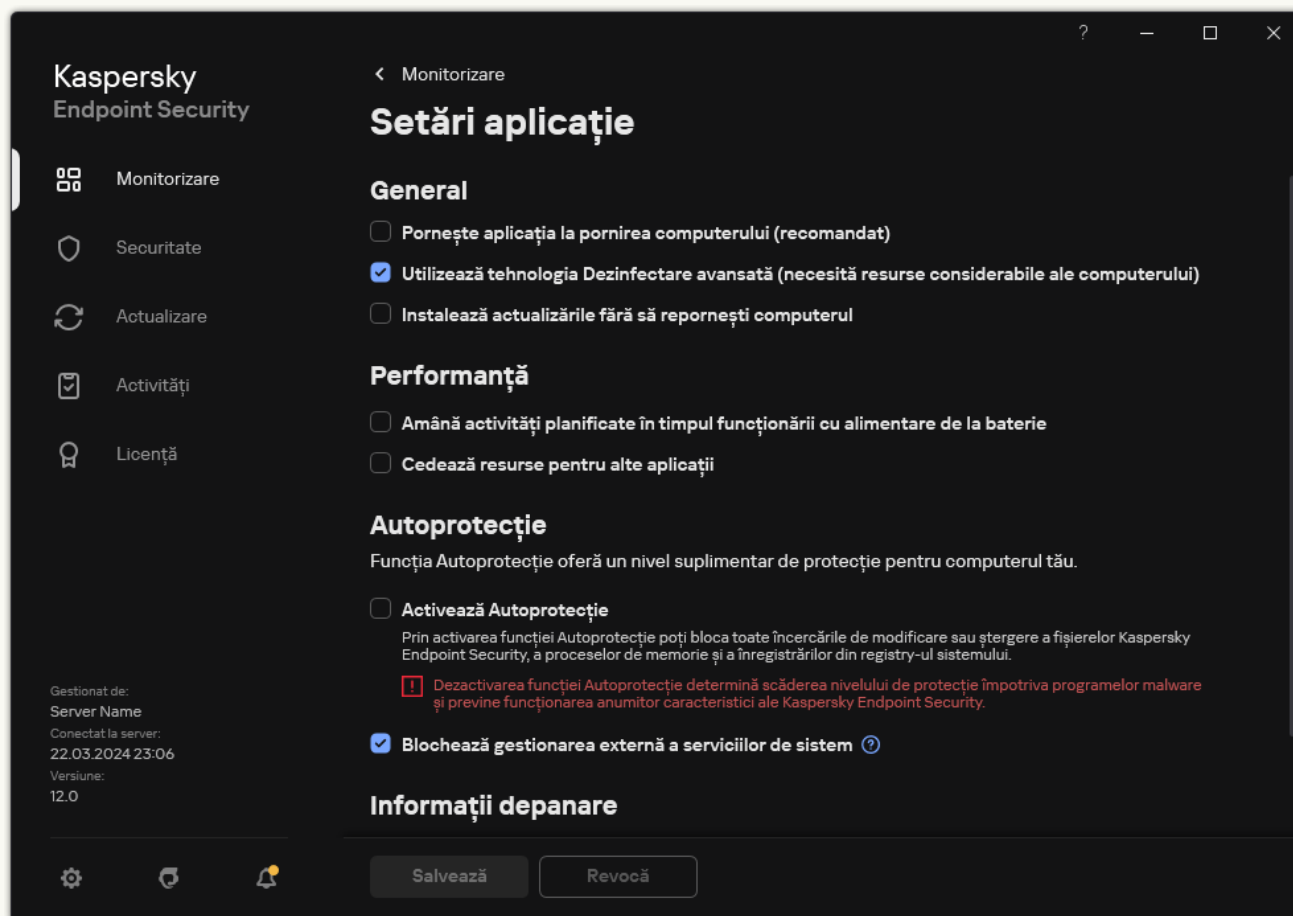 Kaspersky
Endpoint Security
Monitorizare
Securitate
Actualizare
Activități
Licență
Gestionat de:
Server Name
Conectat la server:
22.03.2024 23:06
Versiune:
12.0
?
Monitorizare
Setări aplicație
General
Pornește aplicația la pornirea computerului (recomandat)
Utilizează tehnologia Dezinfectare avansată (necesită resurse considerabile ale computerului)
Instalează actualizările fără să repornești computerul
Performanță
Amână activități planificate în timpul funcționării cu alimentare de la baterie
Cedează resurse pentru alte aplicații
Autoprotecție
Funcția Autoprotecție oferă un nivel suplimentar de protecție pentru computerul tău.
Activează Autoprotecție
Prin activarea funcției Autoprotecție poți bloca toate încercările de modificare sau ștergere a fișierelor Kaspersky
Endpoint Security, a proceselor de memorie și a înregistrărilor din registry-ul sistemului.
Dezactivarea funcției Autoprotecție determină scăderea nivelului de protecție împotriva programelor malware
și previne funcționarea anumitor caracteristici ale Kaspersky Endpoint Security.
Blochează gestionarea externă a serviciilor de sistem
Informații depanare
Salvează
Revocă